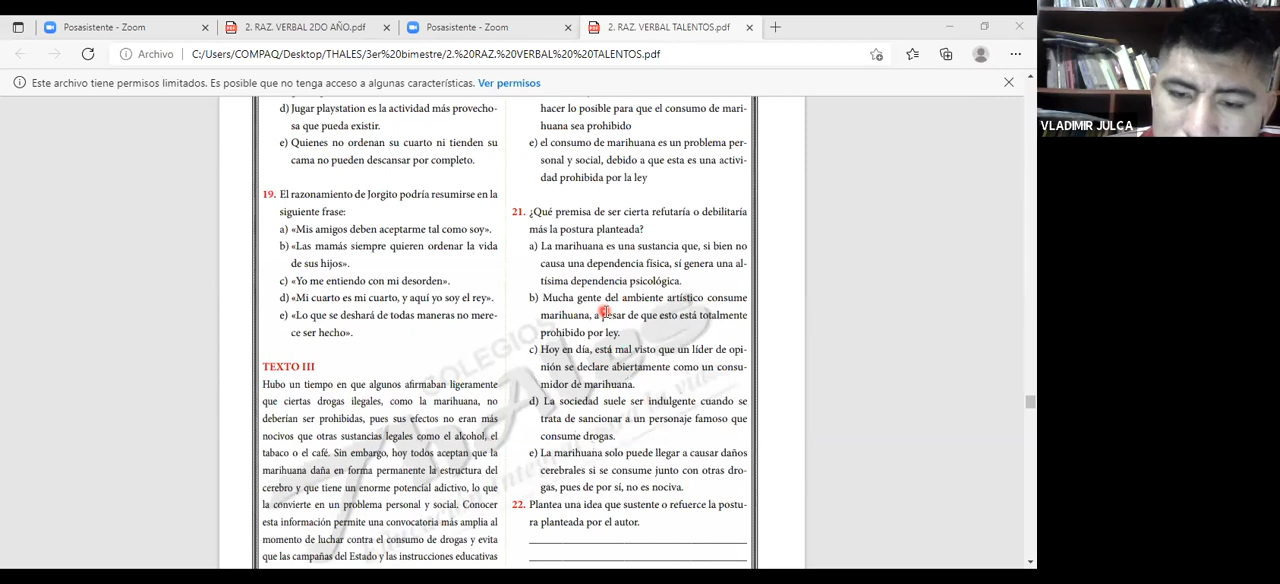 Posasistente - Zoom
2. RAZ. VERBAL 2DO AÑO.pdf
Posasistente - Zoom
2. RAZ. VERBAL TALENTOS.pdf
Archivo
C:/Users/COMPAQ/Desktop/THALES/3er%20bimestre/2.%20RAZ.%20VERBAL%20%20TALENTOS.pdf
Este archivo tiene permisos limitados. Es posible que no tenga acceso a algunas características. Ver permisos
VLADIMIR JULCA
d) Jugar playstation es la actividad más provecho-
sa que pueda existir.
e) Quienes no ordenan su cuarto ni tienden su
cama no pueden descansar por completo.
19. El razonamiento de Jorgito podría resumirse en la
siguiente frase:
a) «Mis amigos deben aceptarme tal como soy».
b) «Las mamás siempre quieren ordenar la vida
de sus hijos».
c) «Yo me entiendo con mi desorden».
d) «Mi cuarto es mi cuarto, y aquí yo soy el rey».
e) «Lo que se deshará de todas maneras no mere-
ce ser hecho».
TEXTO III
Hubo un tiempo en que algunos afirmaban ligeramente
que ciertas drogas ilegales, como la marihuana, no
deberían ser prohibidas, pues sus efectos no eran más
nocivos que otras sustancias legales como el alcohol, el
tabaco o el café. Sin embargo, hoy todos aceptan que la
marihuana daña en forma permanente la estructura del
cerebro y que tiene un enorme potencial adictivo, lo que
la convierte en un problema personal y social. Conocer
esta información permite una convocatoria más amplia al
momento de luchar contra el consumo de drogas y evita
que las campañas del Estado y las instrucciones educativas
hacer lo posible para que el consumo de mari-
huana sea prohibido
e) el consumo de marihuana es un problema per-
sonal y social, debido a que esta es una activi-
dad prohibida por la ley
21. ¿Qué premisa de ser cierta refutaría o debilitaría
más la postura planteada?
a) La marihuana es una sustancia que, si bien no
causa una dependencia física, sí genera una al-
tísima dependencia psicológica.
b) Mucha gente del ambiente artístico consume
marihuana, a pesar de que esto está totalmente
prohibido por ley.
c) Hoy en día, está mal visto que un líder de opi-
nión se declare abiertamente como un consu-
midor de marihuana.
d) La sociedad suele ser indulgente cuando se
trata de sancionar a un personaje famoso que
consume drogas.
e) La marihuana solo puede llegar a causar daños
cerebrales si se consume junto con otras dro-
gas, pues de por sí, no es nociva.
22. Plantea una idea que sustente o refuerce la postu-
ra planteada por el autor.
COLEGIOS
Thales